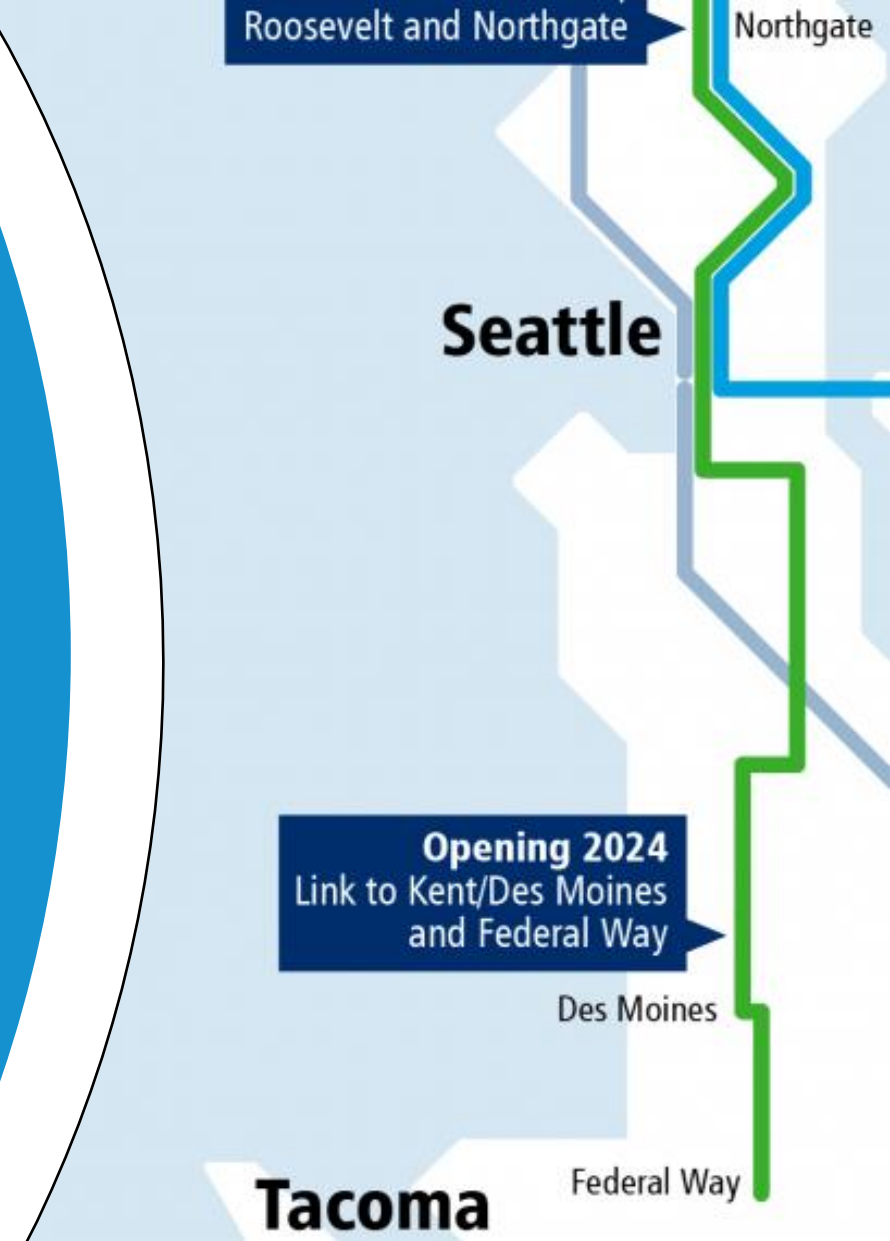 Roosevelt and Northgate
Northgate
Seattle
Opening 2024
Link to Kent/Des Moines
and Federal Way
Des Moines
Federal Way
Tacoma